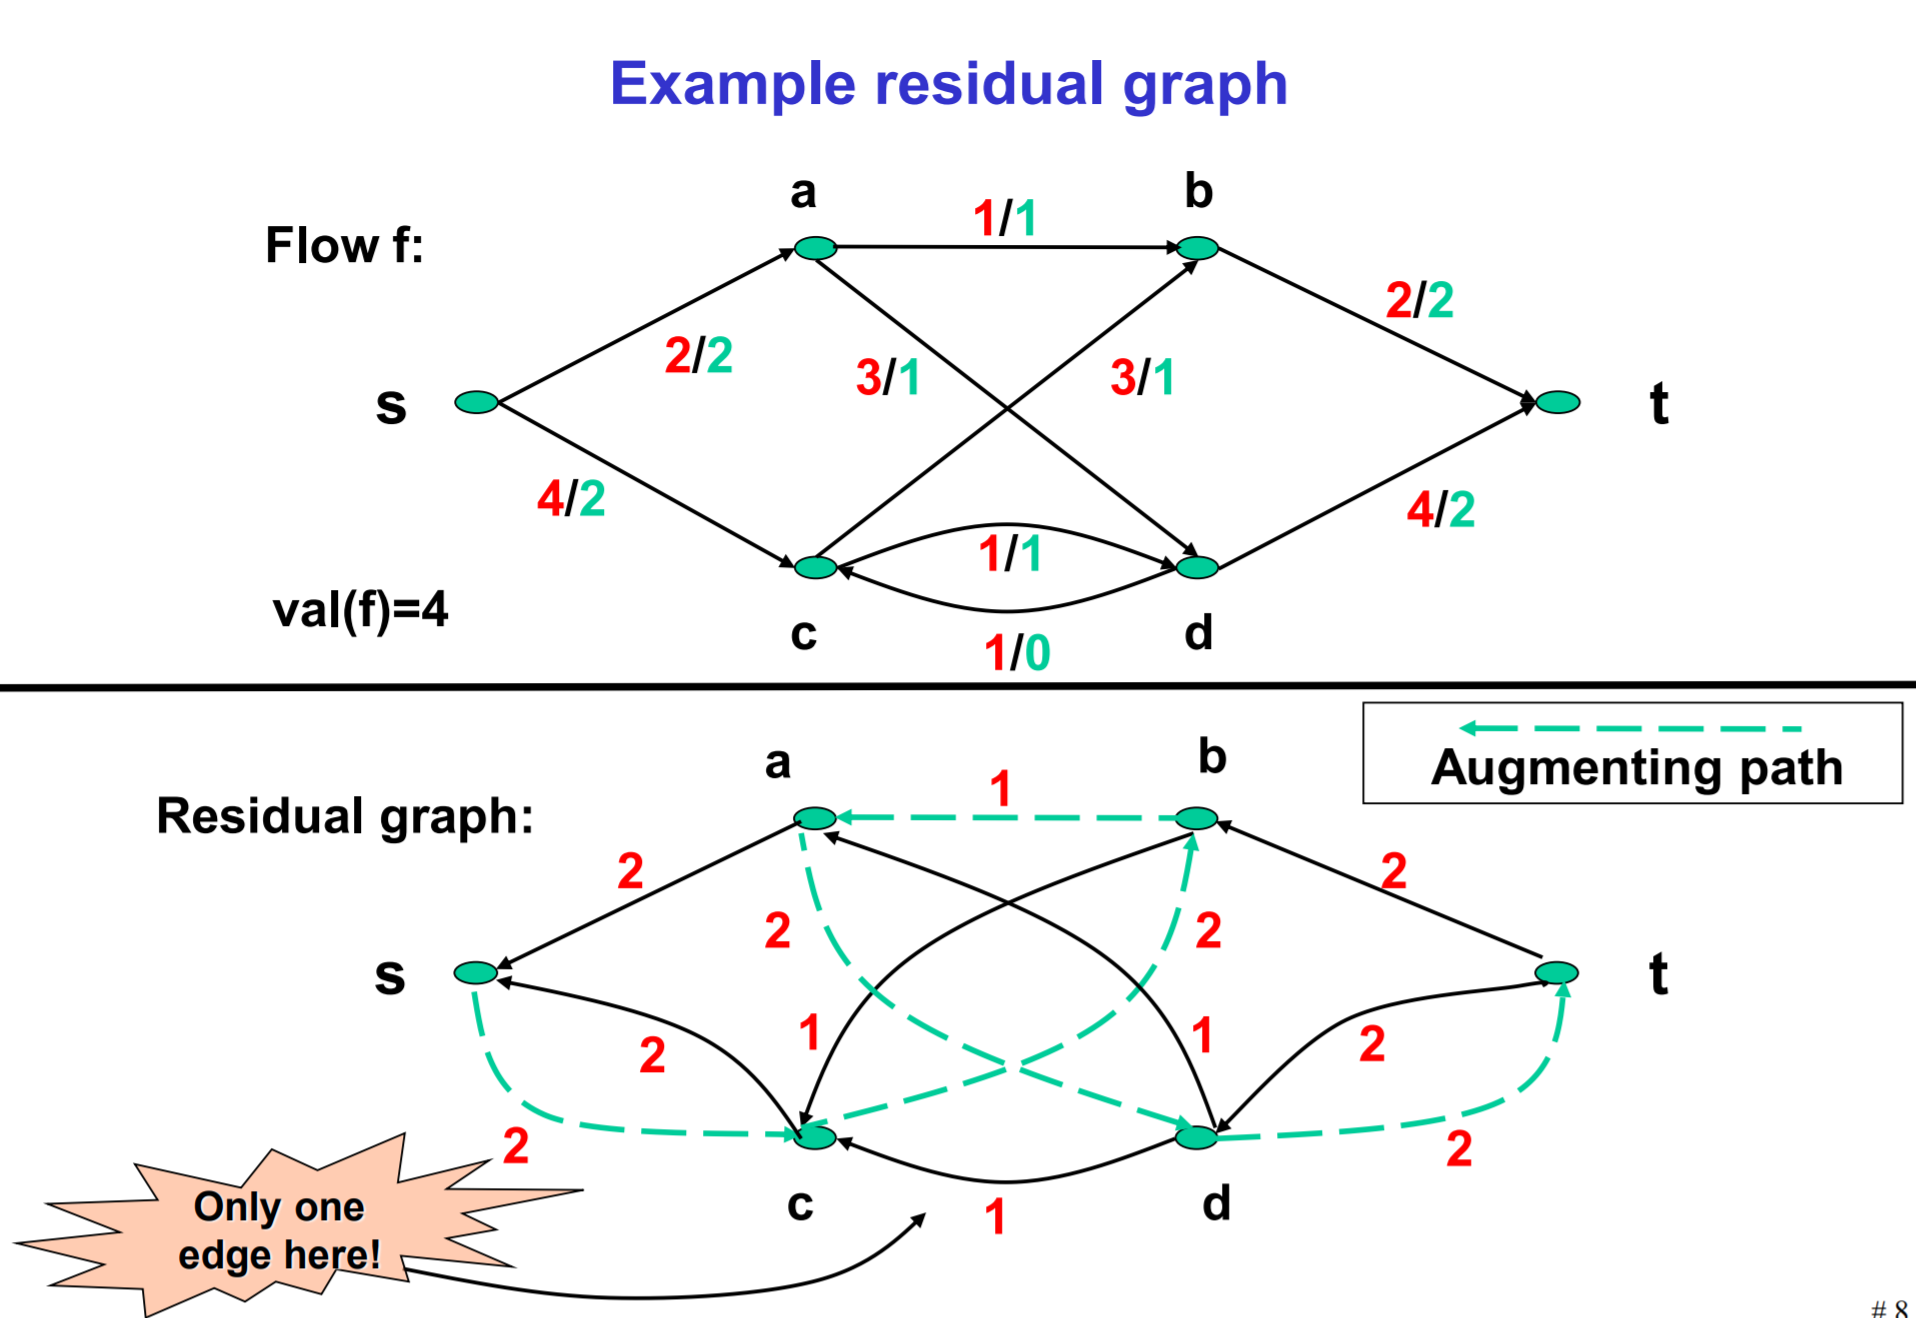 Example residual graph
a
b
1/1
Flow f:
2/2
2/2
3/1
3/1
s
t
4/2
4/2
1/1
val(f)=4
c
d
1/0
Augmenting path
a
b
1
Residual graph:
2
2
2
2
s
t
1
1
2
2
2
2
Only one
edge here!
c
d
1
# 8